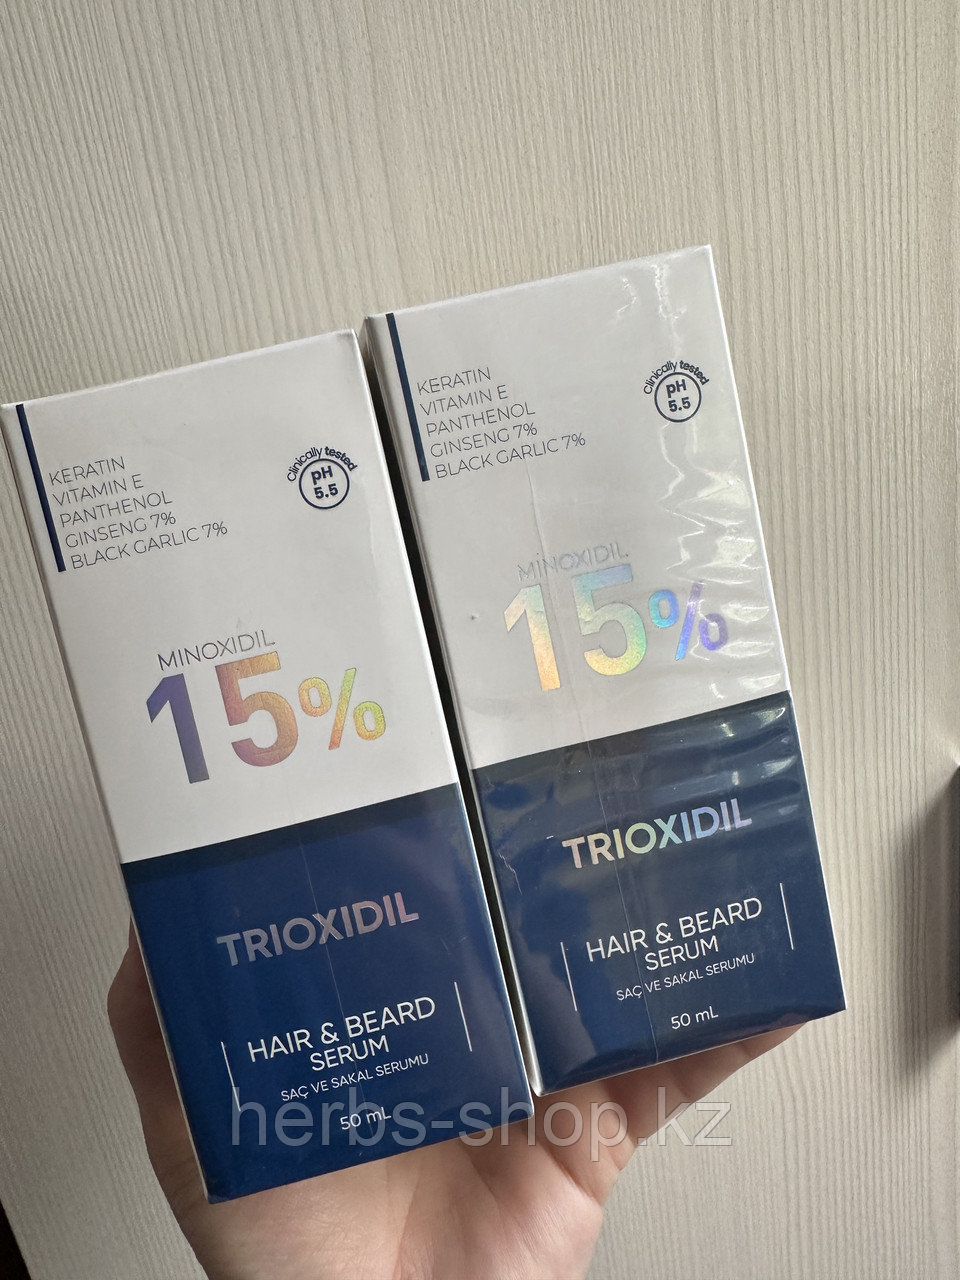 KERATIN
VITAMIN E
PANTHENOL
GINSENG 7%
BLACK GARLIC 7%
Clinically tested
pH
5.5
MINOXIDIL
15%
TRIOXIDIL
HAIR & BEARD
SERUM
SAÇ VE SAKAL SERUMU
50 mL
KERATIN
VITAMIN E
PANTHENOL
GINSENG 7%
BLACK GARLIC 7%
Clinically tested
pH
5.5
MINOXIDIL
15%
TRIOXIDIL
HAIR & BEARD
SERUM
SAÇ VE SAKAL SERUMU
50 mL
herbs-shop.kz